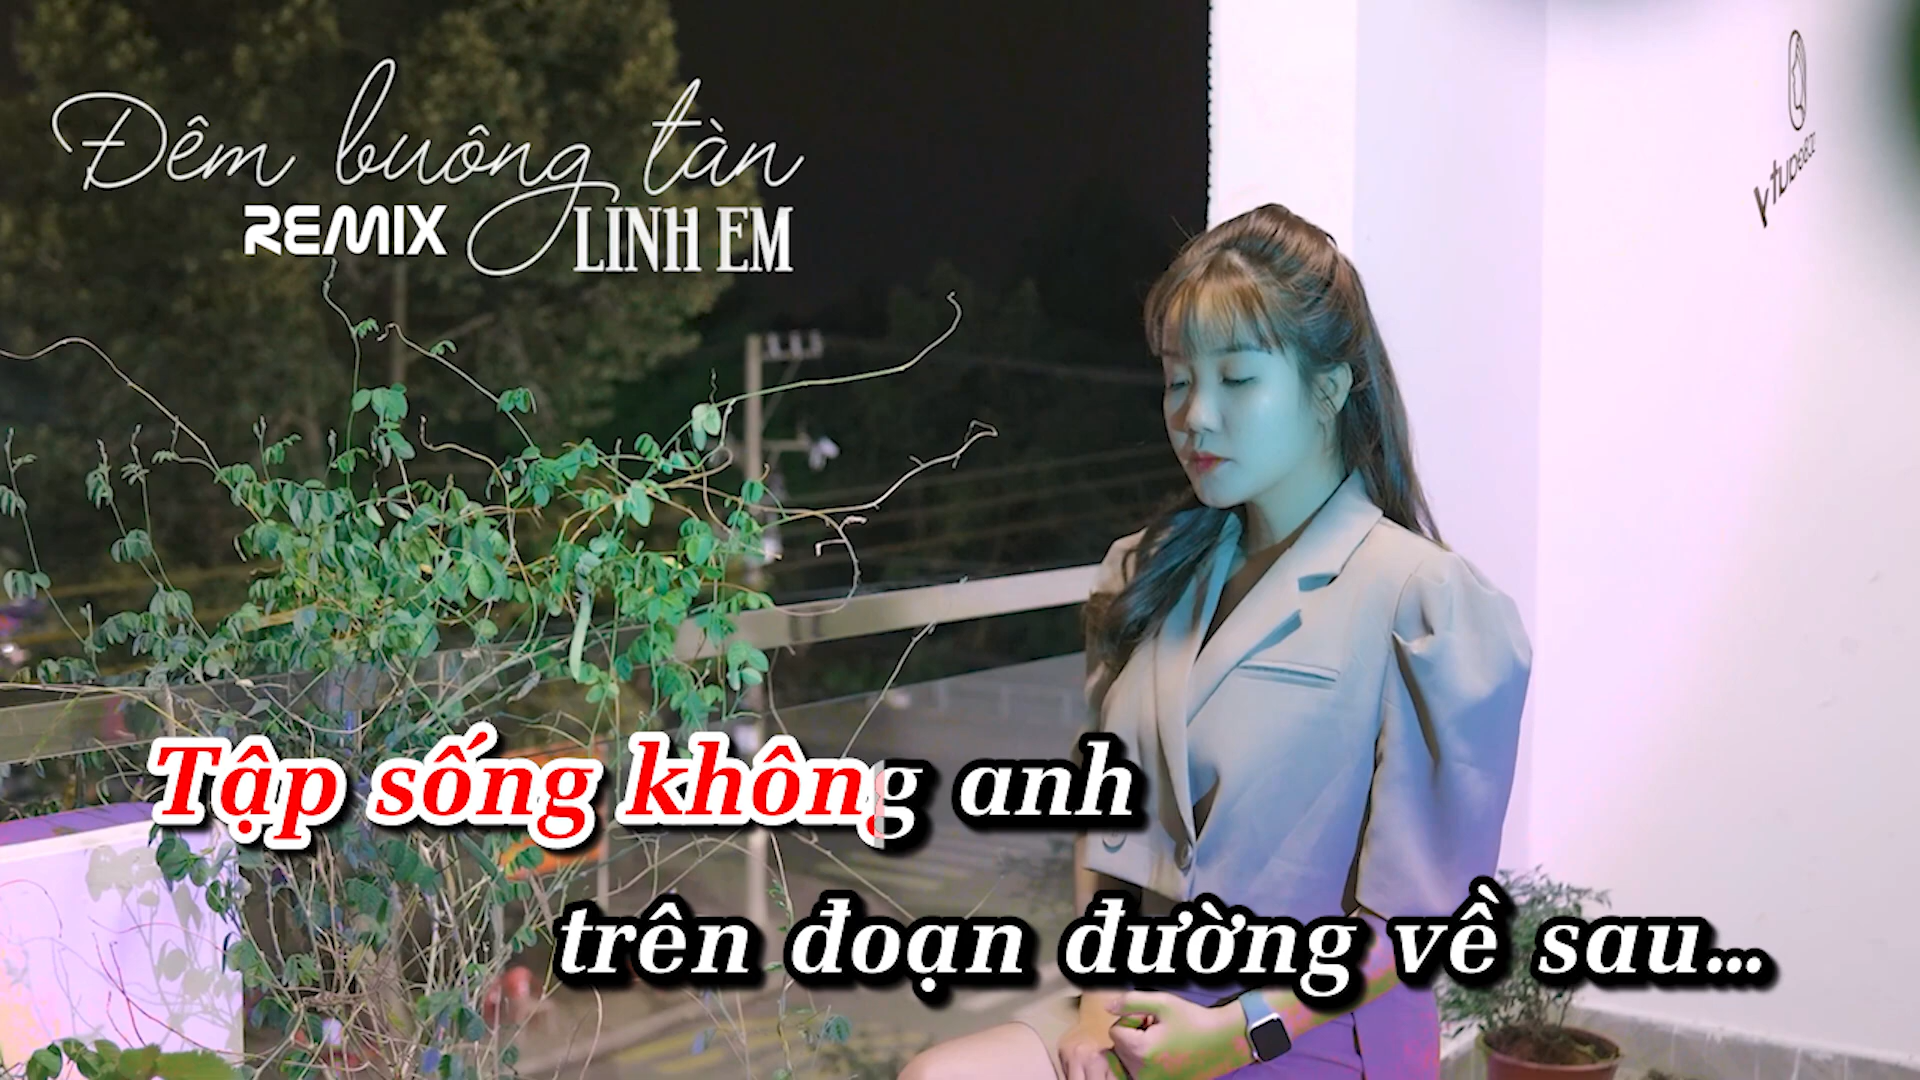 Đêm buông tàn
REMIX
LINH EM
Tập sống không anh
trên đoạn đường về sau...